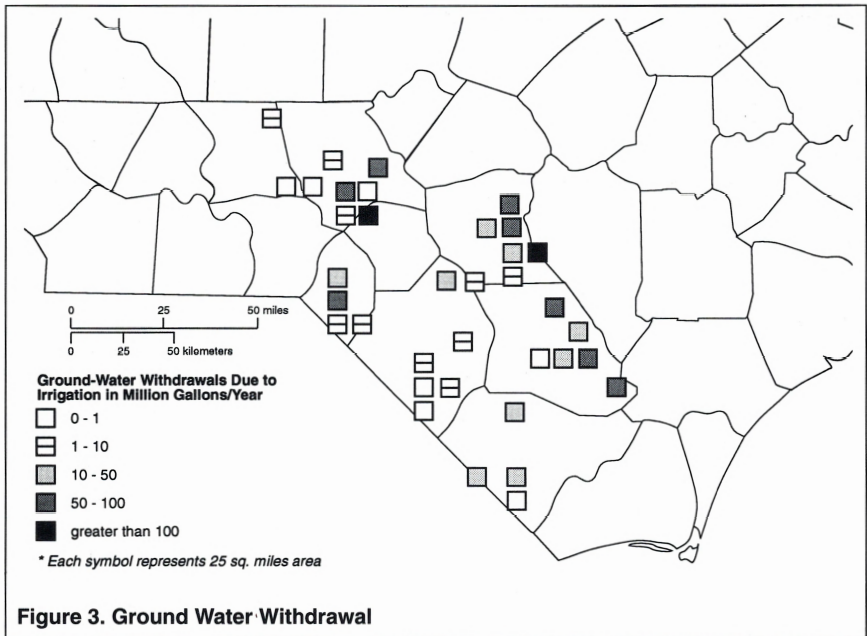 0 25 50 miles
0 25 50 kilometers
Ground-Water Withdrawals Due to
Irrigation in Million Gallons/Year
0 - 1
1 - 10
10 - 50
50 - 100
greater than 100
* Each symbol represents 25 sq. miles area
Figure 3. Ground Water Withdrawal